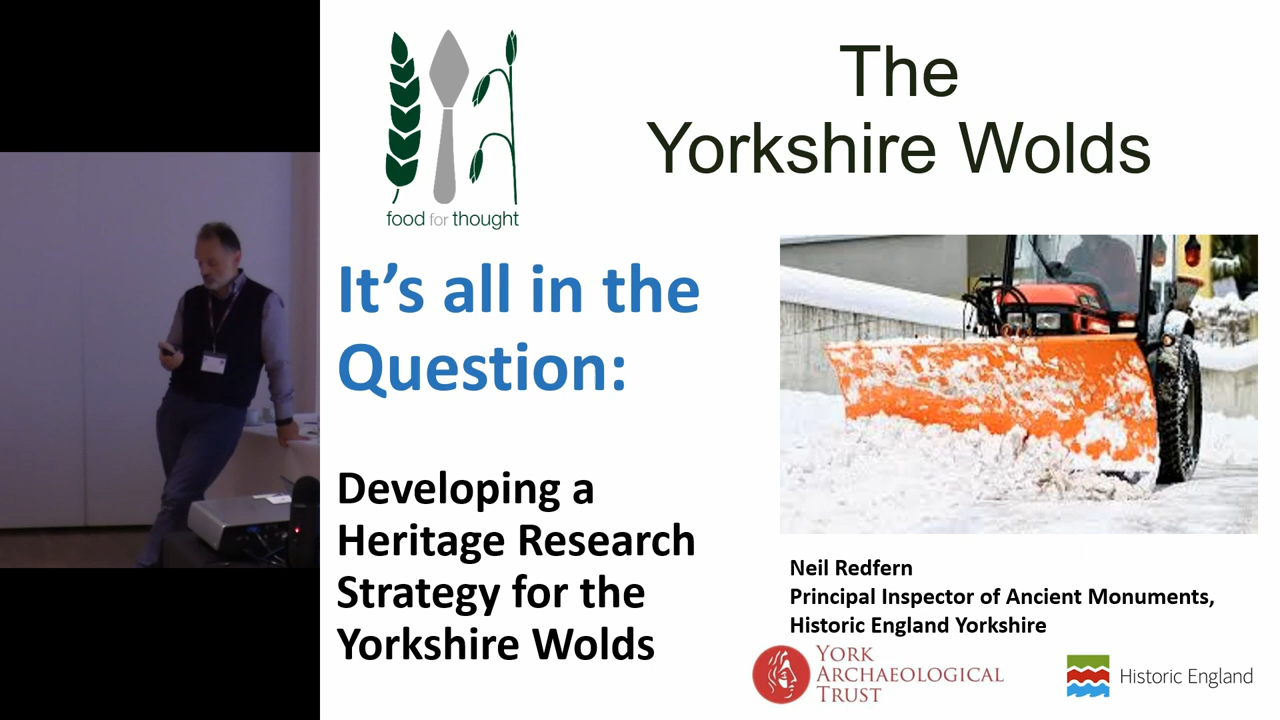 The
Yorkshire Wolds
food for thought
It's all in the
Question:
Developing a
Heritage Research
Strategy for the
Yorkshire Wolds
Neil Redfern
Principal Inspector of Ancient Monuments,
Historic England Yorkshire
YORK
ARCHAEOLOGICAL
TRUST
Historic England